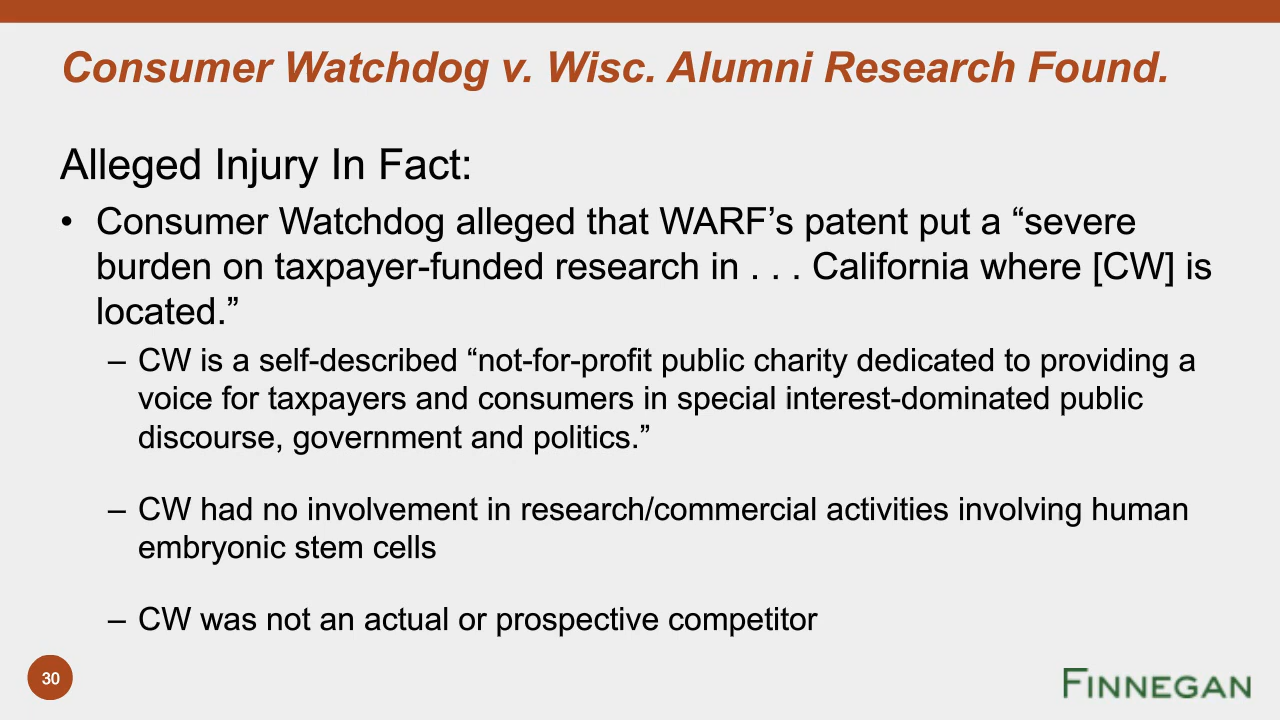 Consumer Watchdog v. Wisc. Alumni Research Found.
Alleged Injury In Fact:
• Consumer Watchdog alleged that WARF’s patent put a “severe
burden on taxpayer-funded research in . . . California where [CW] is
located.”
– CW is a self-described “not-for-profit public charity dedicated to providing a
voice for taxpayers and consumers in special interest-dominated public
discourse, government and politics.”
– CW had no involvement in research/commercial activities involving human
embryonic stem cells
– CW was not an actual or prospective competitor
30
FINNEGAN